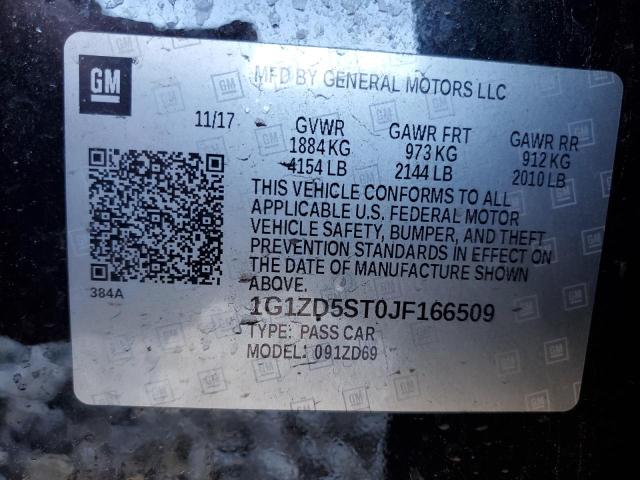 GM
MFD BY GENERAL MOTORS LLC
11/17 GVWR GAWR FRT GAWR RR
1884 KG 973 KG 912 KG
4154 LB 2144 LB 2010 LB
THIS VEHICLE CONFORMS TO ALL
APPLICABLE U.S. FEDERAL MOTOR
VEHICLE SAFETY, BUMPER, AND THEFT
PREVENTION STANDARDS IN EFFECT ON
THE DATE OF MANUFACTURE SHOWN
ABOVE.
384A
1G1ZD5ST0JF166509
TYPE: PASS CAR
MODEL: 091ZD69